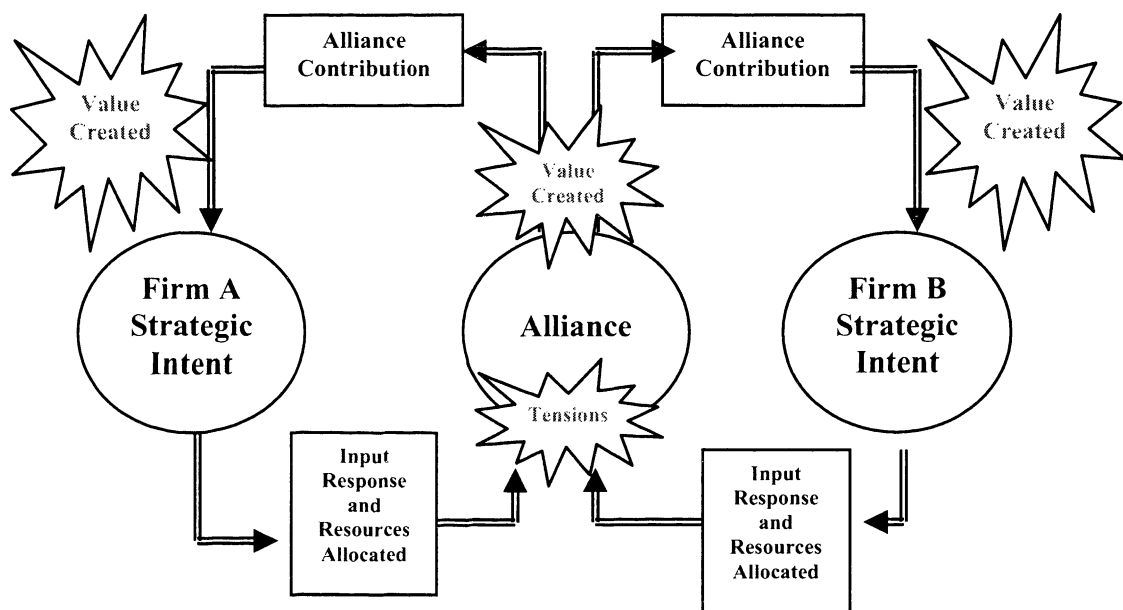 Alliance
Contribution
Alliance
Contribution
Value
Created
Value
Created
Value
Created
Firm A
Strategic
Intent
Alliance
Firm B
Strategic
Intent
Tensions
Input
Response
and
Resources
Allocated
Input
Response
and
Resources
Allocated